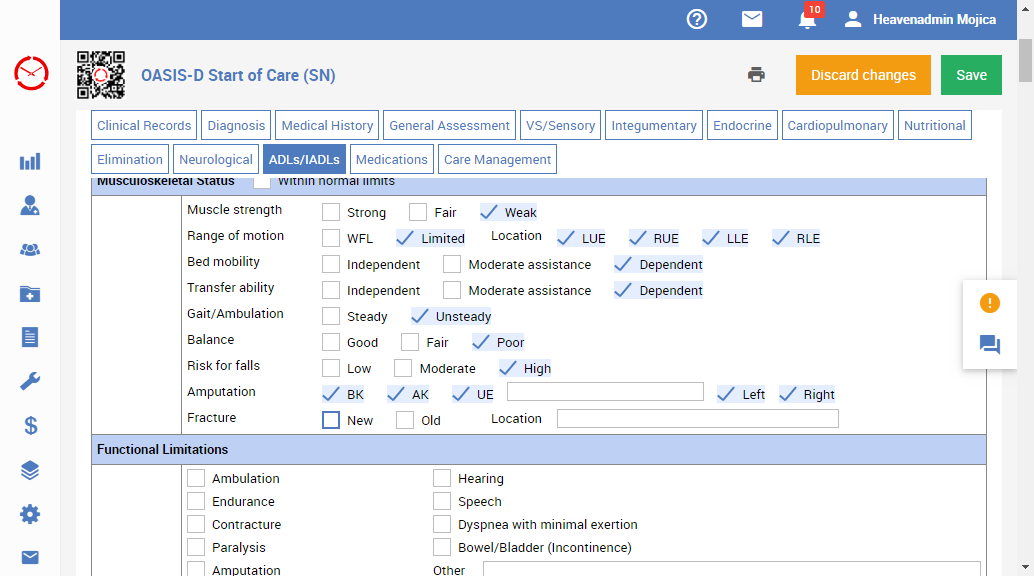 10
Heavenadmin Mojica
OASIS-D Start of Care (SN)
Discard changes
Save
Clinical Records Diagnosis Medical History General Assessment VS/Sensory Integumentary Endocrine Cardiopulmonary Nutritional
Elimination Neurological ADLs/IADLs Medications Care Management
Musculoskeletal Status Within normal limits
Muscle strength Strong Fair Weak
Range of motion WFL Limited Location LUE RUE LLE RLE
Bed mobility Independent Moderate assistance Dependent
Transfer ability Independent Moderate assistance Dependent
Gait/Ambulation Steady Unsteady
Balance Good Fair Poor
Risk for falls Low Moderate High
Amputation BK AK UE Left Right
Fracture New Old Location
Functional Limitations
Ambulation Hearing
Endurance Speech
Contracture Dyspnea with minimal exertion
Paralysis Bowel/Bladder (Incontinence)
Amputation Other